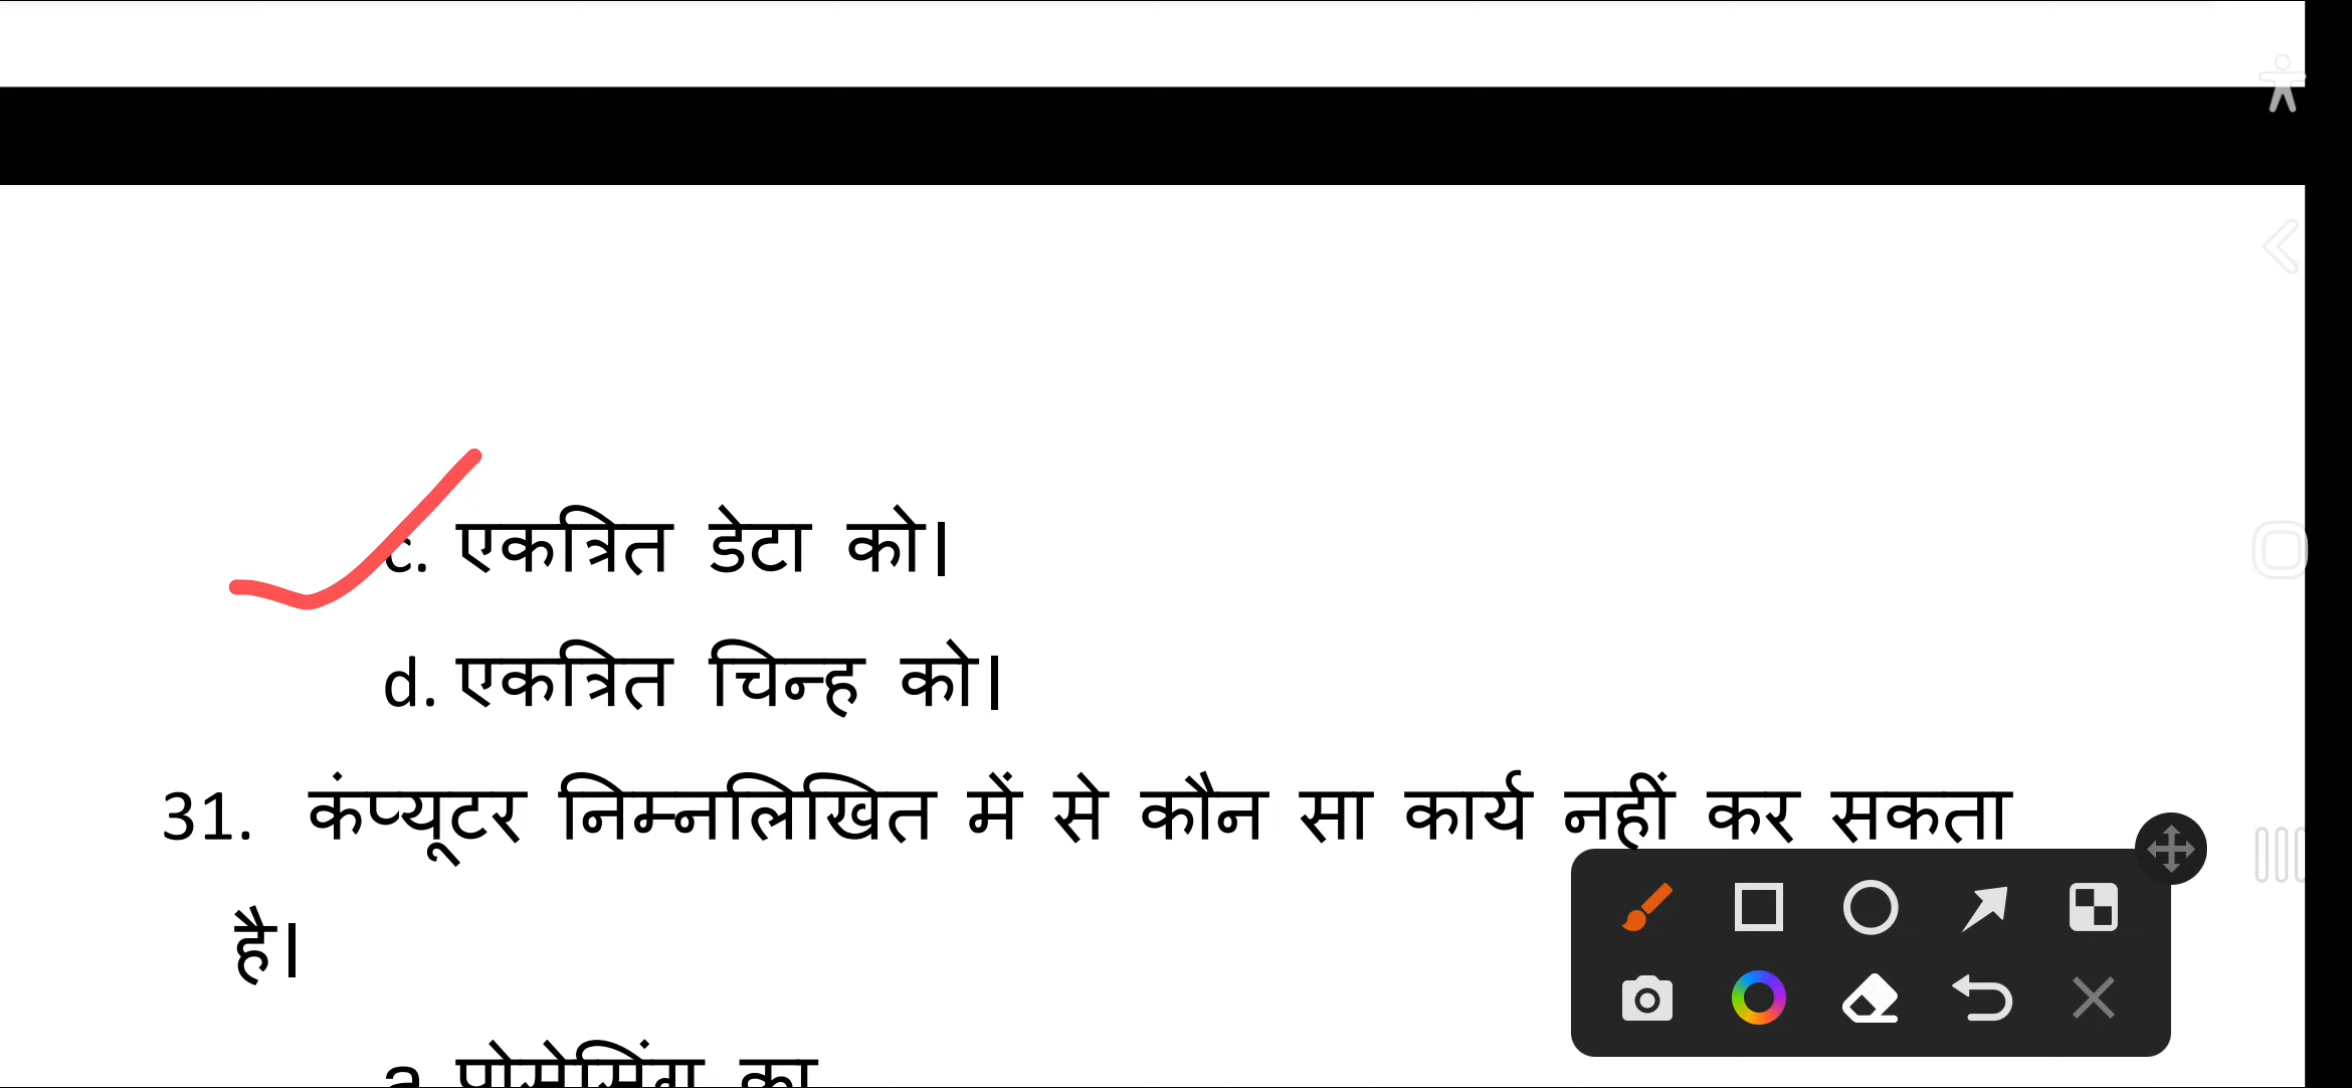 c. एकत्रित डेटा को।
d. एकत्रित चिन्ह को।
31. कंप्यूटर निम्नलिखित में से कौन सा कार्य नहीं कर सकता
है।
a प्रोसेसिंग का